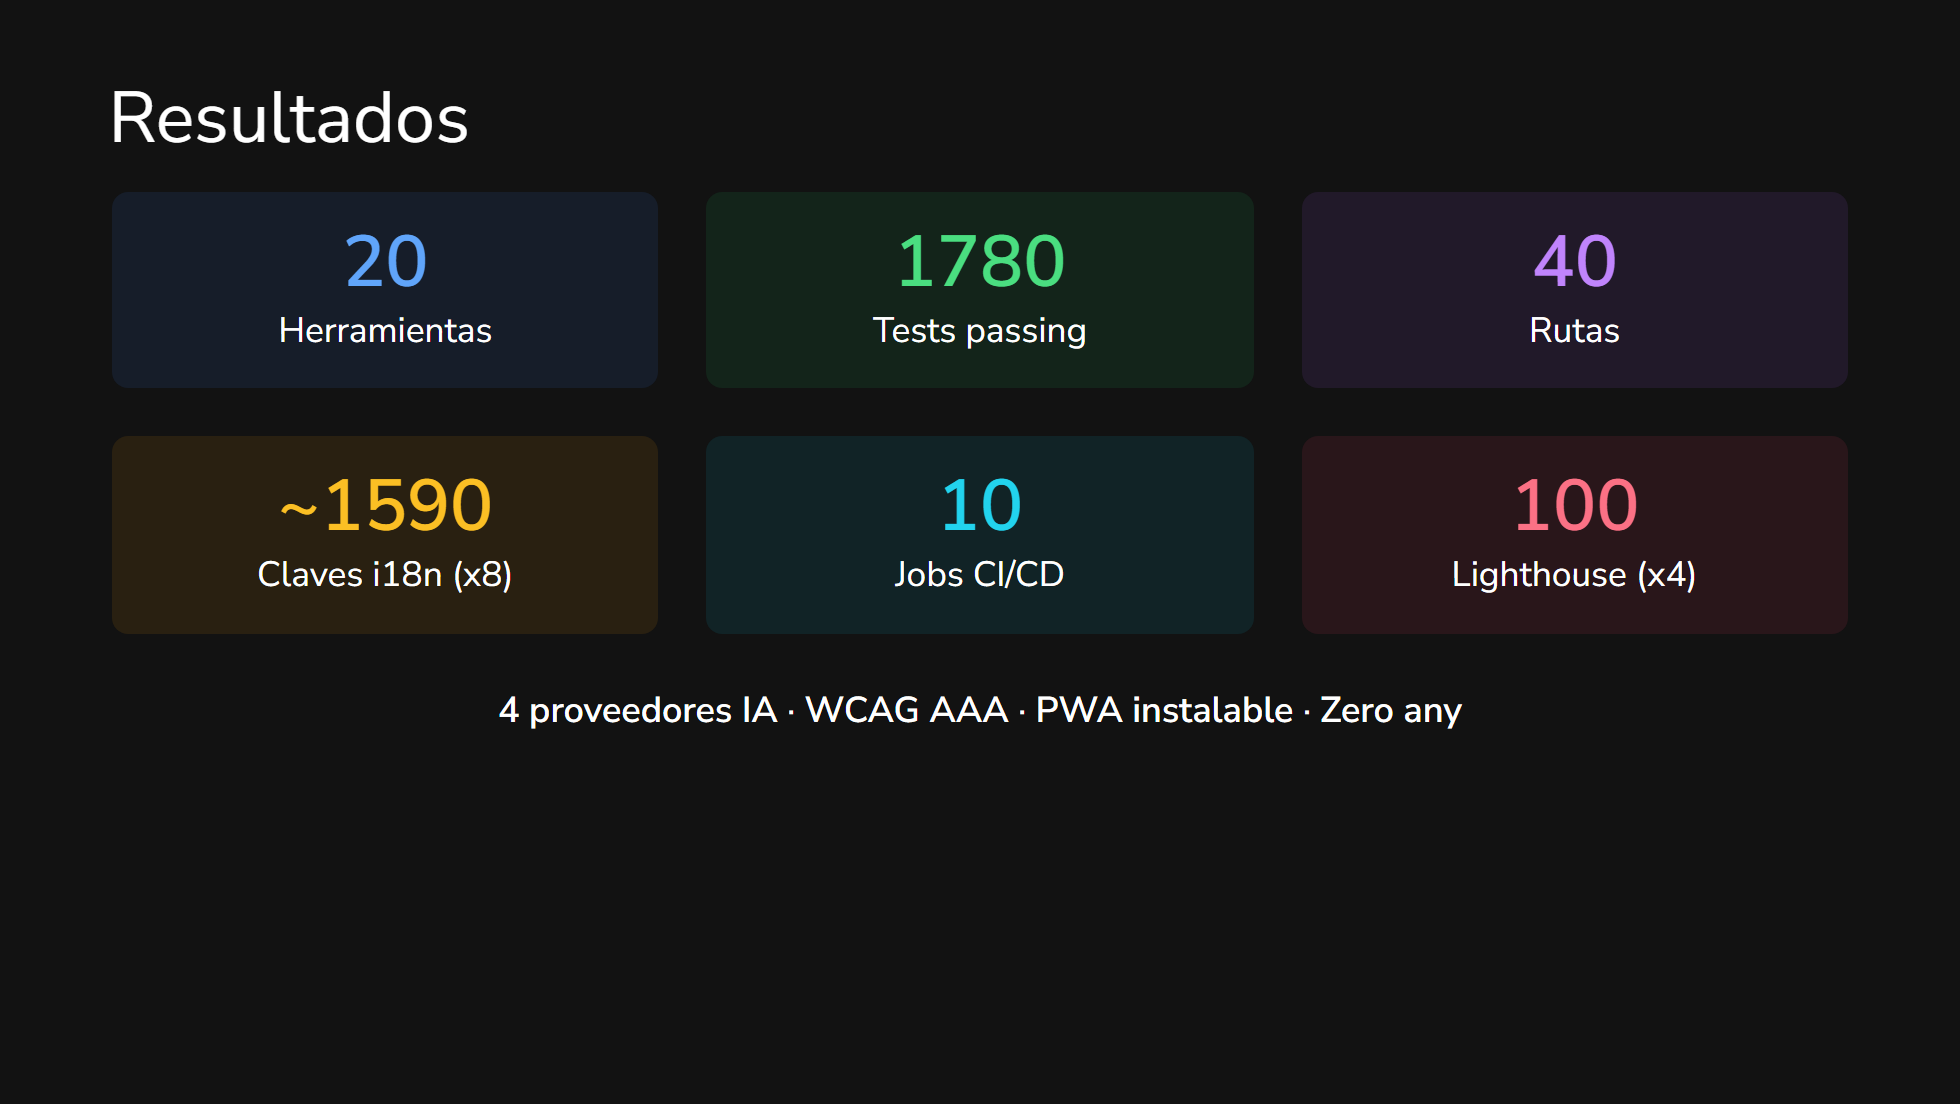 Resultados
20
Herramientas
1780
Tests passing
40
Rutas
~1590
Claves i18n (x8)
10
Jobs CI/CD
100
Lighthouse (x4)
4 proveedores IA · WCAG AAA · PWA instalable · Zero any